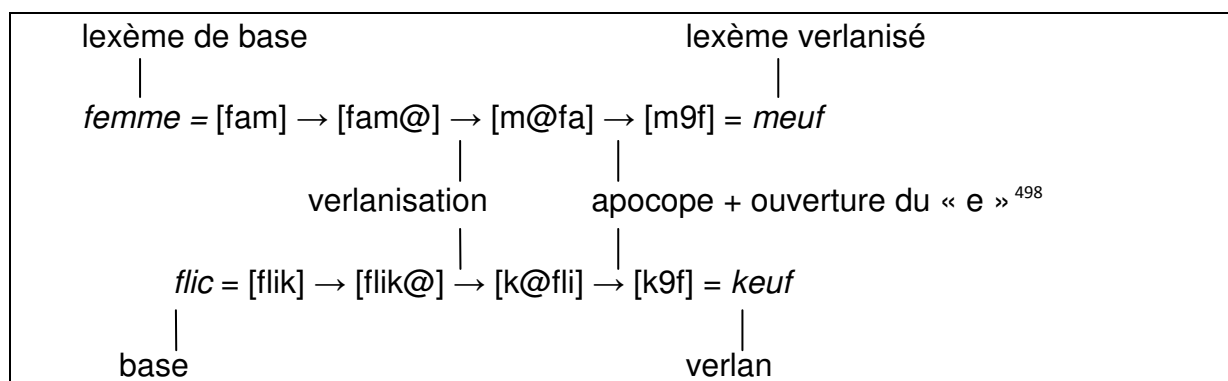 lexème de base lexème verlanisé
femme = [fam] → [fam@] → [m@fa] → [m9f] = meuf
verlanisation apocope + ouverture du « e » 498
flic = [flik] → [flik@] → [k@fli] → [k9f] = keuf
base verlan